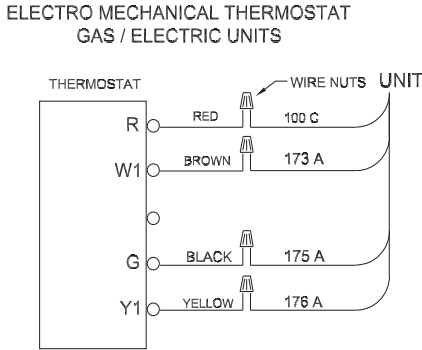 ELECTRO MECHANICAL THERMOSTAT
GAS / ELECTRIC UNITS
THERMOSTAT
WIRE NUTS
UNIT
R RED 100 C
W1 BROWN 173 A
G BLACK 175 A
Y1 YELLOW 176 A